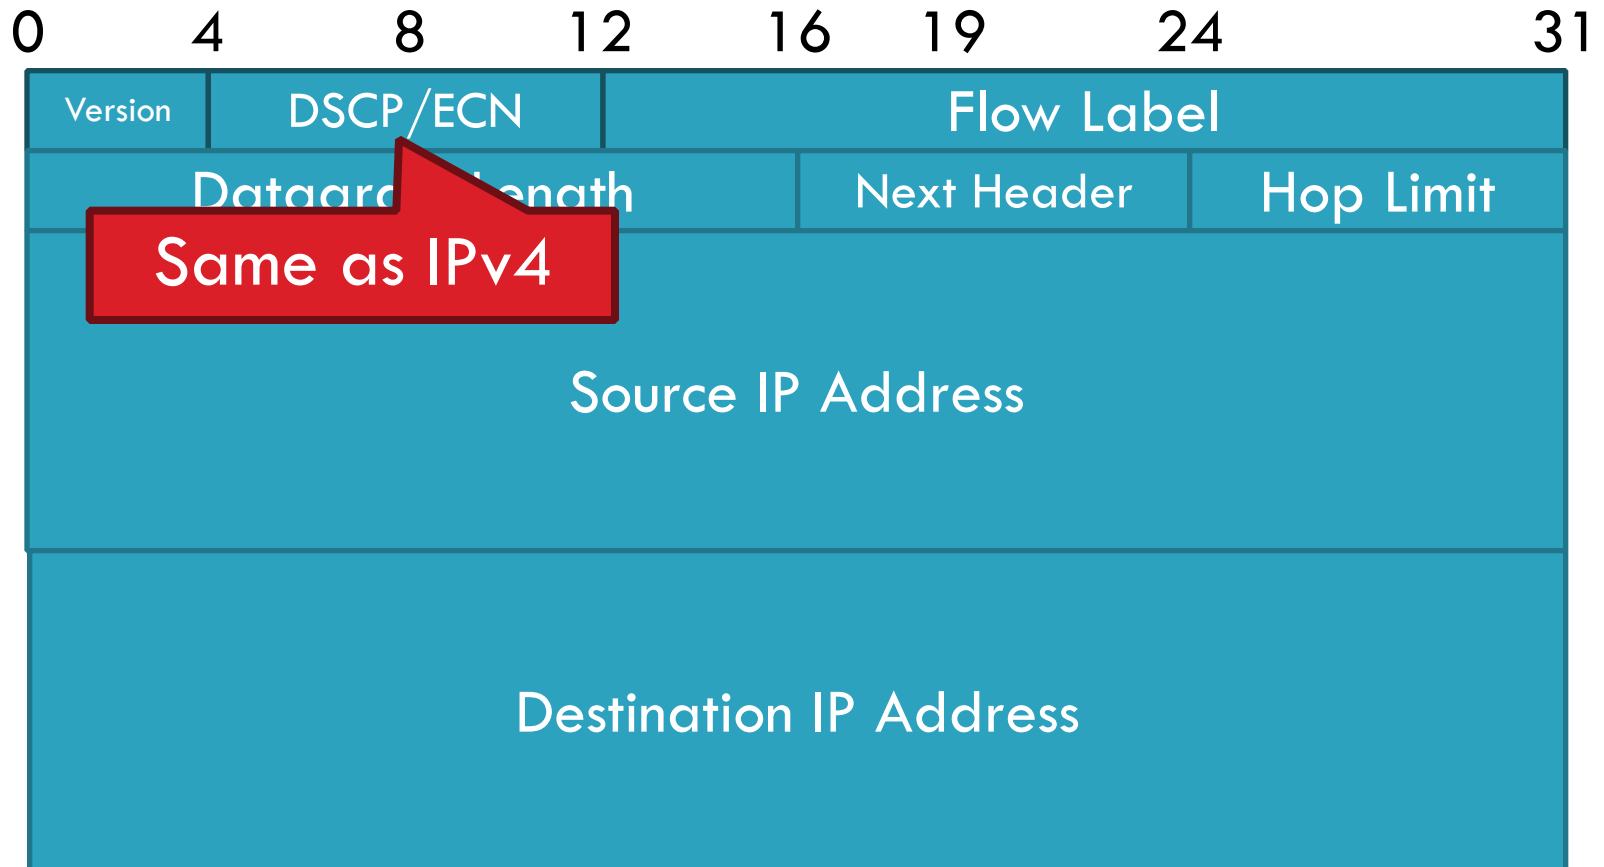 0 4 8 12 16 19 24 31
Version DSCP/ECN Flow Label
Length Next Header Hop Limit
Same as IPv4
Source IP Address
Destination IP Address